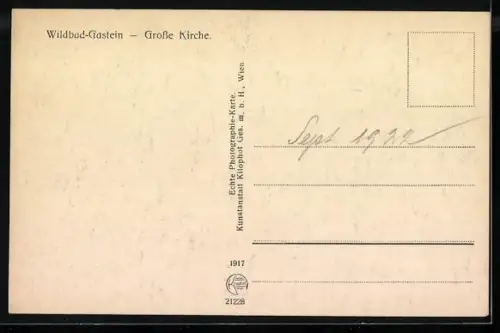 Wildbad-Gastein – Große Kirche.
Echte Photographie-Karte.
Kunstanstalt Kilophot Ges. m. b. H., Wien
Sept 1922
1917
21228